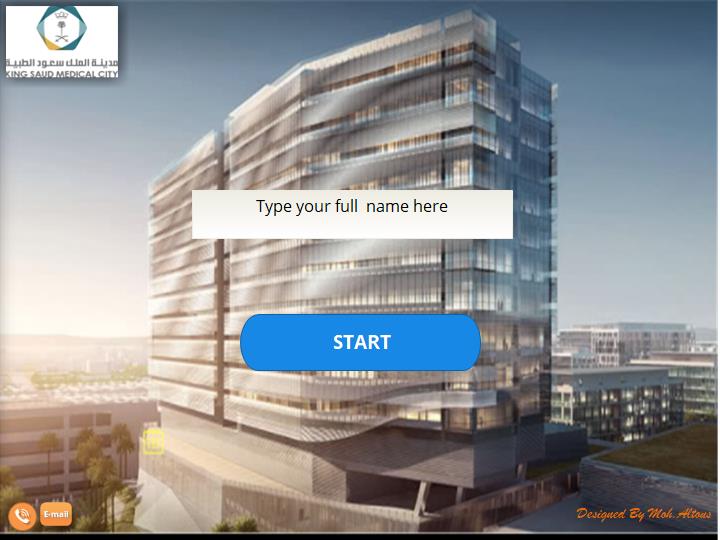 مدينة الملك سعود الطبية
KING SAUD MEDICAL CITY
Type your full name here
START
E-mail
Designed By Moh.Altous